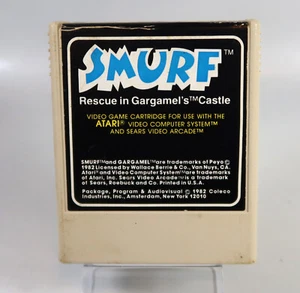 SMURF™
Rescue in Gargamel's™ Castle
VIDEO GAME CARTRIDGE FOR USE WITH THE
ATARI® VIDEO COMPUTER SYSTEM™
AND SEARS VIDEO ARCADE™
SMURF™ and GARGAMEL™ are trademarks of Peyo ©
1982 Licensed by Wallace Berrie & Co., Van Nuys, CA.
Atari® and Video Computer System™ are trademarks
of Atari, Inc. Sears Video Arcade™ is a trademark
of Sears, Roebuck and Co. Printed in U.S.A.
Package, Program & Audiovisual © 1982 Coleco
Industries, Inc., Amsterdam, New York 12010